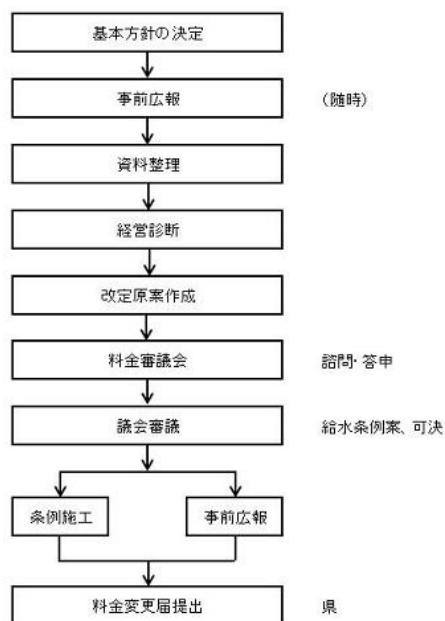 基本方針の決定
事前広報 (随時)
資料整理
経営診断
改定原案作成
料金審議会 諮問・答申
議会審議 給水条例案、可決
条例施工 事前広報
料金変更届提出 県